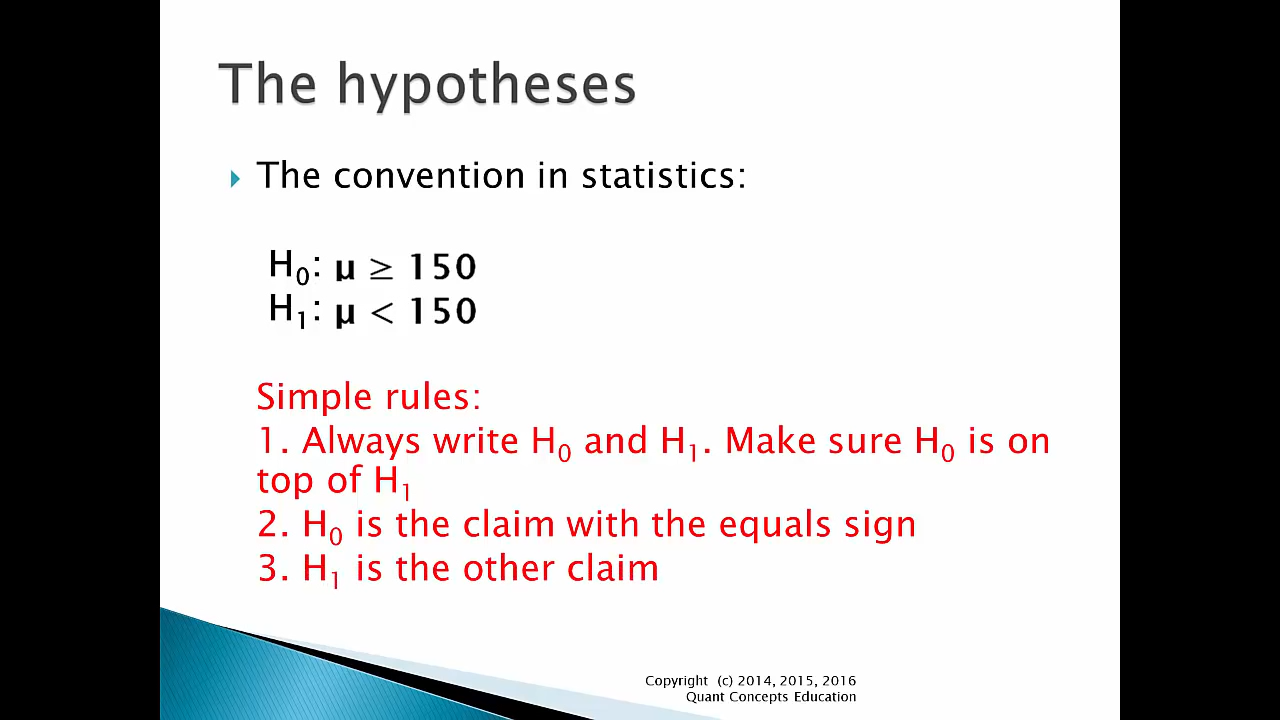 The hypotheses
The convention in statistics:
H₀: μ ≥ 150
H₁: μ < 150
Simple rules:
1. Always write H₀ and H₁. Make sure H₀ is on
top of H₁
2. H₀ is the claim with the equals sign
3. H₁ is the other claim
Copyright (c) 2014, 2015, 2016
Quant Concepts Education